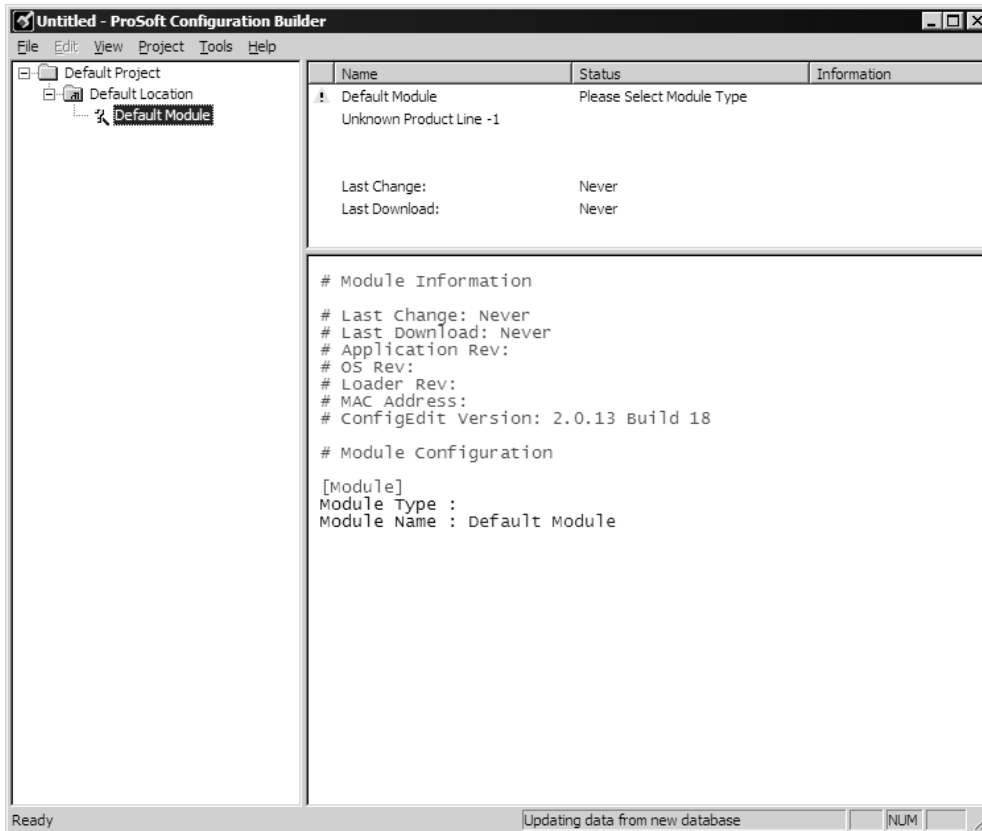 Untitled - ProSoft Configuration Builder
File Edit View Project Tools Help
Default Project
Default Location
Default Module
Name Status Information
Default Module Please Select Module Type
Unknown Product Line -1
Last Change: Never
Last Download: Never
# Module Information
# Last Change: Never
# Last Download: Never
# Application Rev:
# OS Rev:
# Loader Rev:
# MAC Address:
# ConfigEdit Version: 2.0.13 Build 18
# Module Configuration
[Module]
Module Type :
Module Name : Default Module
Ready Updating data from new database NUM